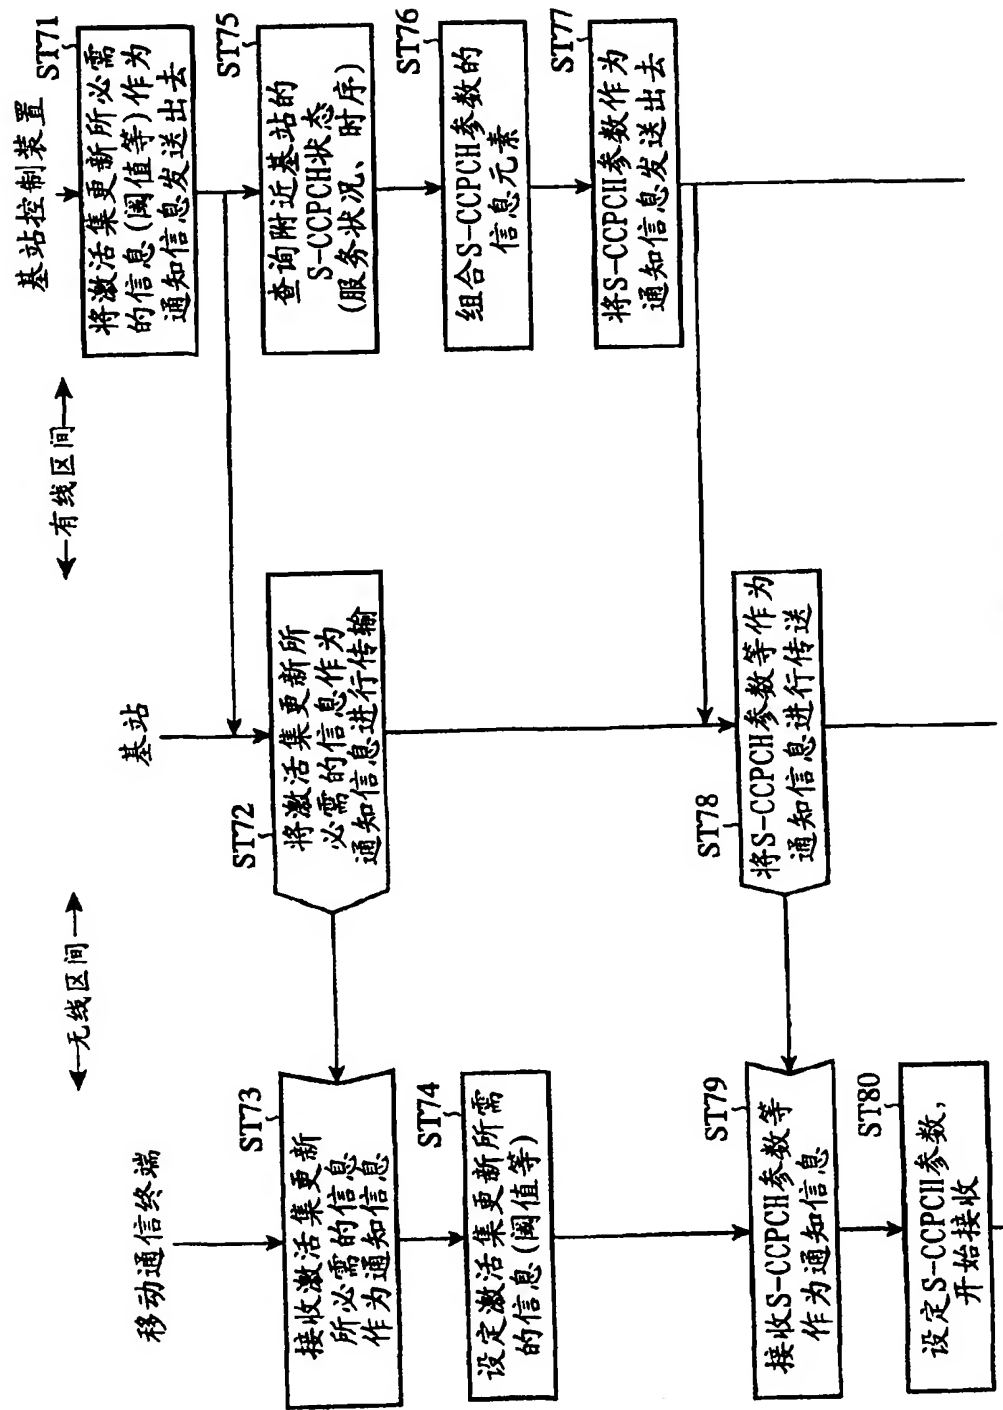 移动通信终端
无线区间
基站
有线区间
基站控制装置
ST71
将激活集更新所必需
的信息(阈值等)作为
通知信息发送出去
ST72
将激活集更新所
必需的信息作为
通知信息进行传输
ST73
接收激活集更新
所必需的信息
作为通知信息
ST74
设定激活集更新所需
的信息(阈值等)
ST75
查询附近基站的
S-CCPCH状态
(服务状况、时序)
ST76
组合S-CCPCH参数的
信息元素
ST77
将S-CCPCH参数作为
通知信息发送出去
ST78
将S-CCPCH参数等作为
通知信息进行传送
ST79
接收S-CCPCH参数等
作为通知信息
ST80
设定S-CCPCH参数,
开始接收